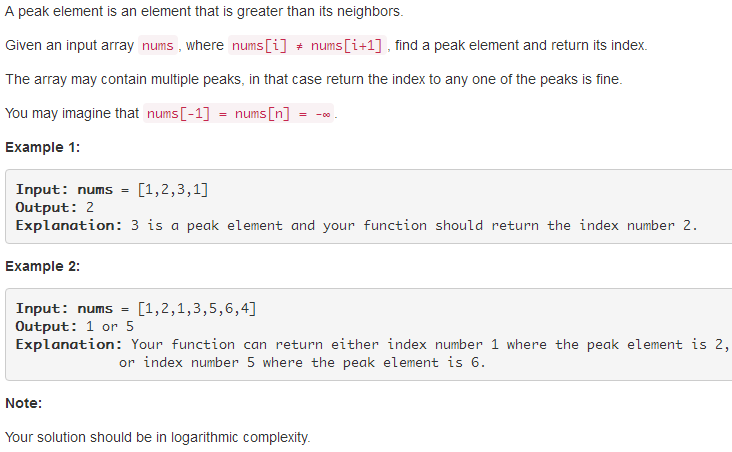 A peak element is an element that is greater than its neighbors.
Given an input array nums , where nums[i] ≠ nums[i+1] , find a peak element and return its index.
The array may contain multiple peaks, in that case return the index to any one of the peaks is fine.
You may imagine that nums[-1] = nums[n] = -∞ .
Example 1:
Input: nums = [1,2,3,1]
Output: 2
Explanation: 3 is a peak element and your function should return the index number 2.
Example 2:
Input: nums = [1,2,1,3,5,6,4]
Output: 1 or 5
Explanation: Your function can return either index number 1 where the peak element is 2,
or index number 5 where the peak element is 6.
Note:
Your solution should be in logarithmic complexity.